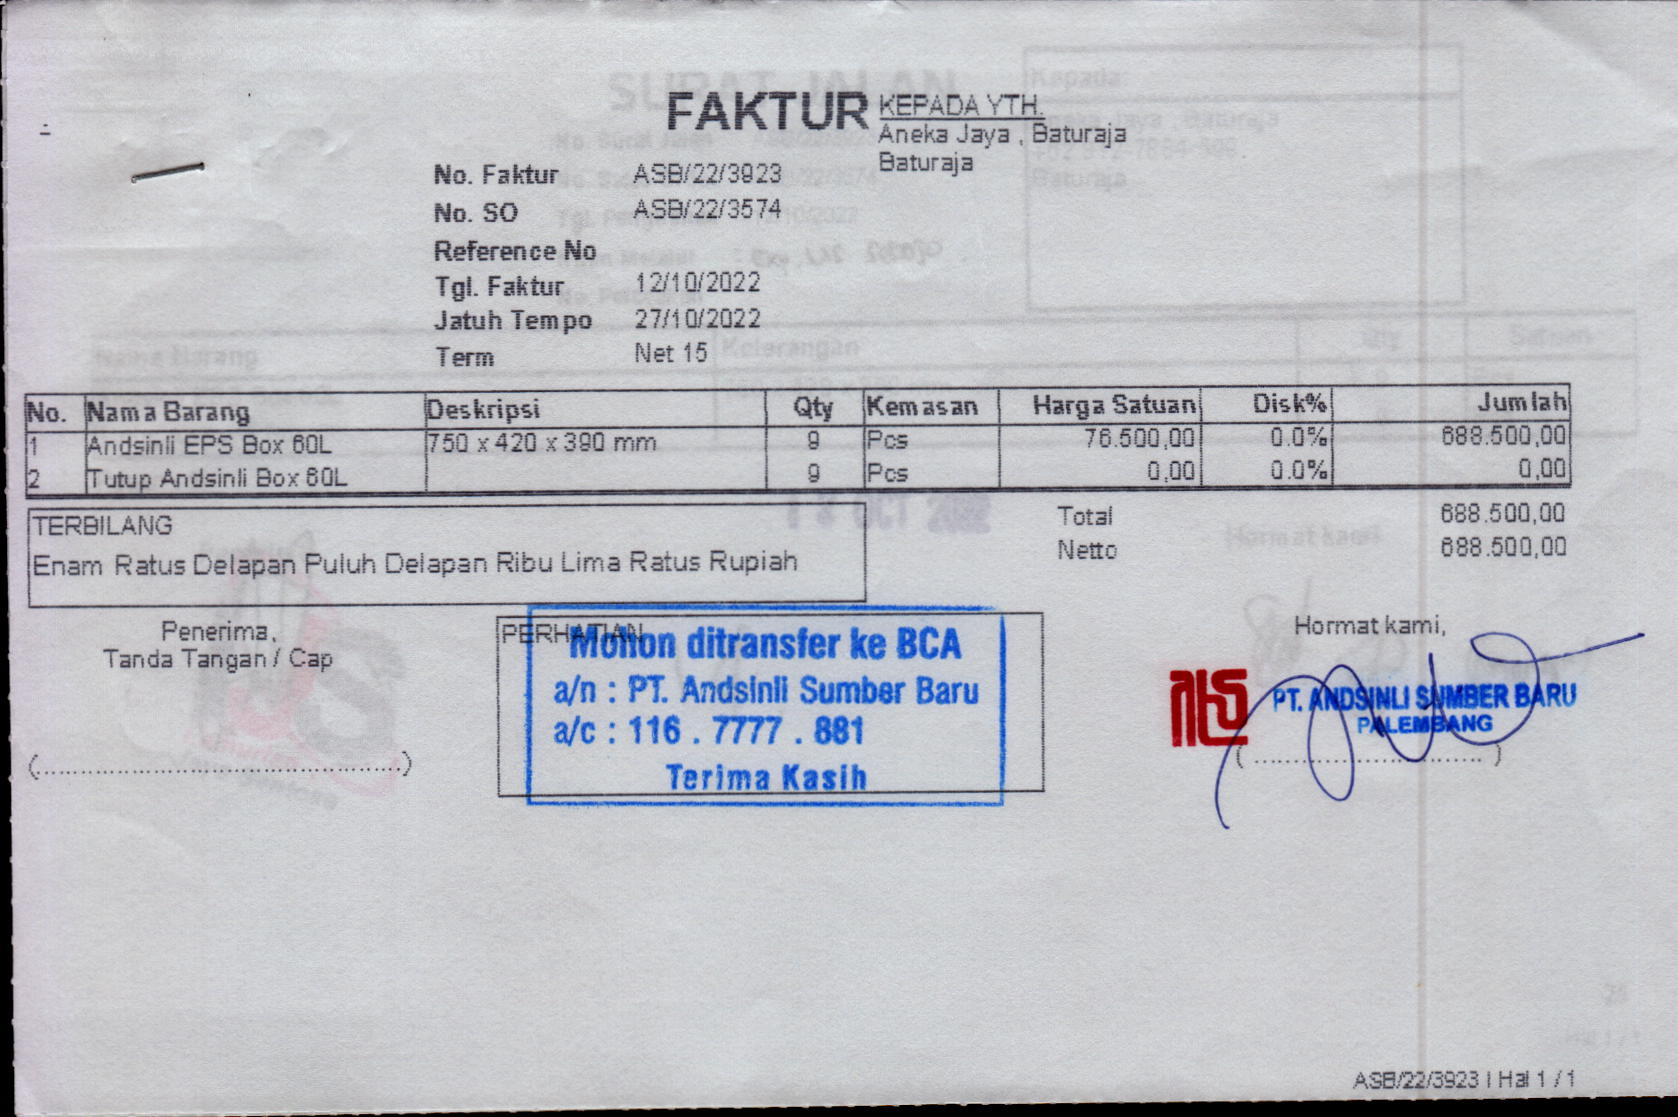 FAKTUR
KEPADA YTH.
Aneka Jaya , Baturaja
Baturaja
No. Faktur ASB/22/3923
No. SO ASB/22/3574
Reference No
Tgl. Faktur 12/10/2022
Jatuh Tempo 27/10/2022
Term Net 15
No. Nama Barang Deskripsi Qty Kemasan Harga Satuan Disk% Jumlah
1 Andsinli EPS Box 60L 750 x 420 x 390 mm 9 Pcs 76.500,00 0.0% 688.500,00
2 Tutup Andsinli Box 60L 9 Pcs 0,00 0.0% 0,00
TERBILANG
Enam Ratus Delapan Puluh Delapan Ribu Lima Ratus Rupiah
Total 688.500,00
Netto 688.500,00
Penerima,
Tanda Tangan / Cap
(..........................................)
PERHATIAN
Mohon ditransfer ke BCA
a/n : PT. Andsinli Sumber Baru
a/c : 116 . 7777 . 881
Terima Kasih
Hormat kami,
PT. ANDSINLI SUMBER BARU
PALEMBANG
( .......................... )
ASB/22/3923 | Hal 1 / 1